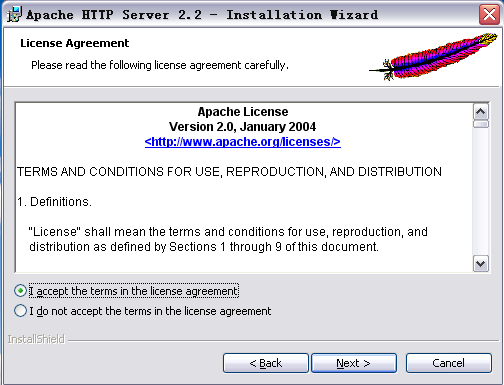 Apache HTTP Server 2.2 - Installation Wizard
License Agreement
Please read the following license agreement carefully.
Apache License
Version 2.0, January 2004
<http://www.apache.org/licenses/>
TERMS AND CONDITIONS FOR USE, REPRODUCTION, AND DISTRIBUTION
1. Definitions.
"License" shall mean the terms and conditions for use, reproduction, and
distribution as defined by Sections 1 through 9 of this document.
I accept the terms in the license agreement
I do not accept the terms in the license agreement
InstallShield
< Back Next > Cancel